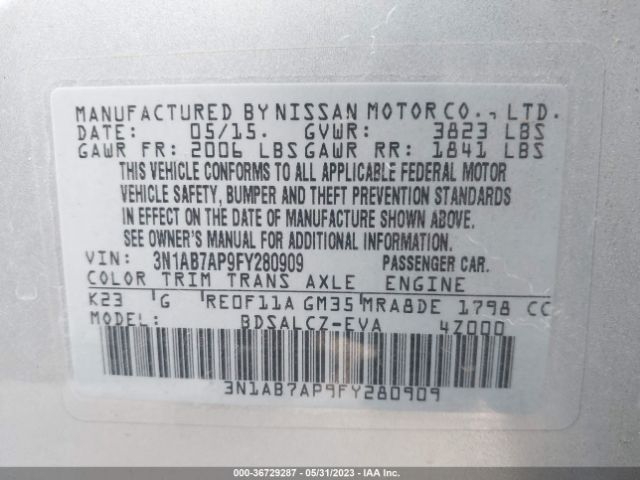 MANUFACTURED BY NISSAN MOTOR CO., LTD.
DATE: 05/15. GVWR: 3823 LBS
GAWR FR: 2006 LBS GAWR RR: 1841 LBS
THIS VEHICLE CONFORMS TO ALL APPLICABLE FEDERAL MOTOR
VEHICLE SAFETY, BUMPER AND THEFT PREVENTION STANDARDS
IN EFFECT ON THE DATE OF MANUFACTURE SHOWN ABOVE.
SEE OWNER'S MANUAL FOR ADDITIONAL INFORMATION.
VIN: 3N1AB7AP9FY280909 PASSENGER CAR.
COLOR TRIM TRANS AXLE ENGINE
K23 G RE0F11A GM35 MRA8DE 1798 CC
MODEL: BDSALCZ-EVA 4Z000
3N1AB7AP9FY280909
000-36729287 - 05/31/2023 - IAAI.com